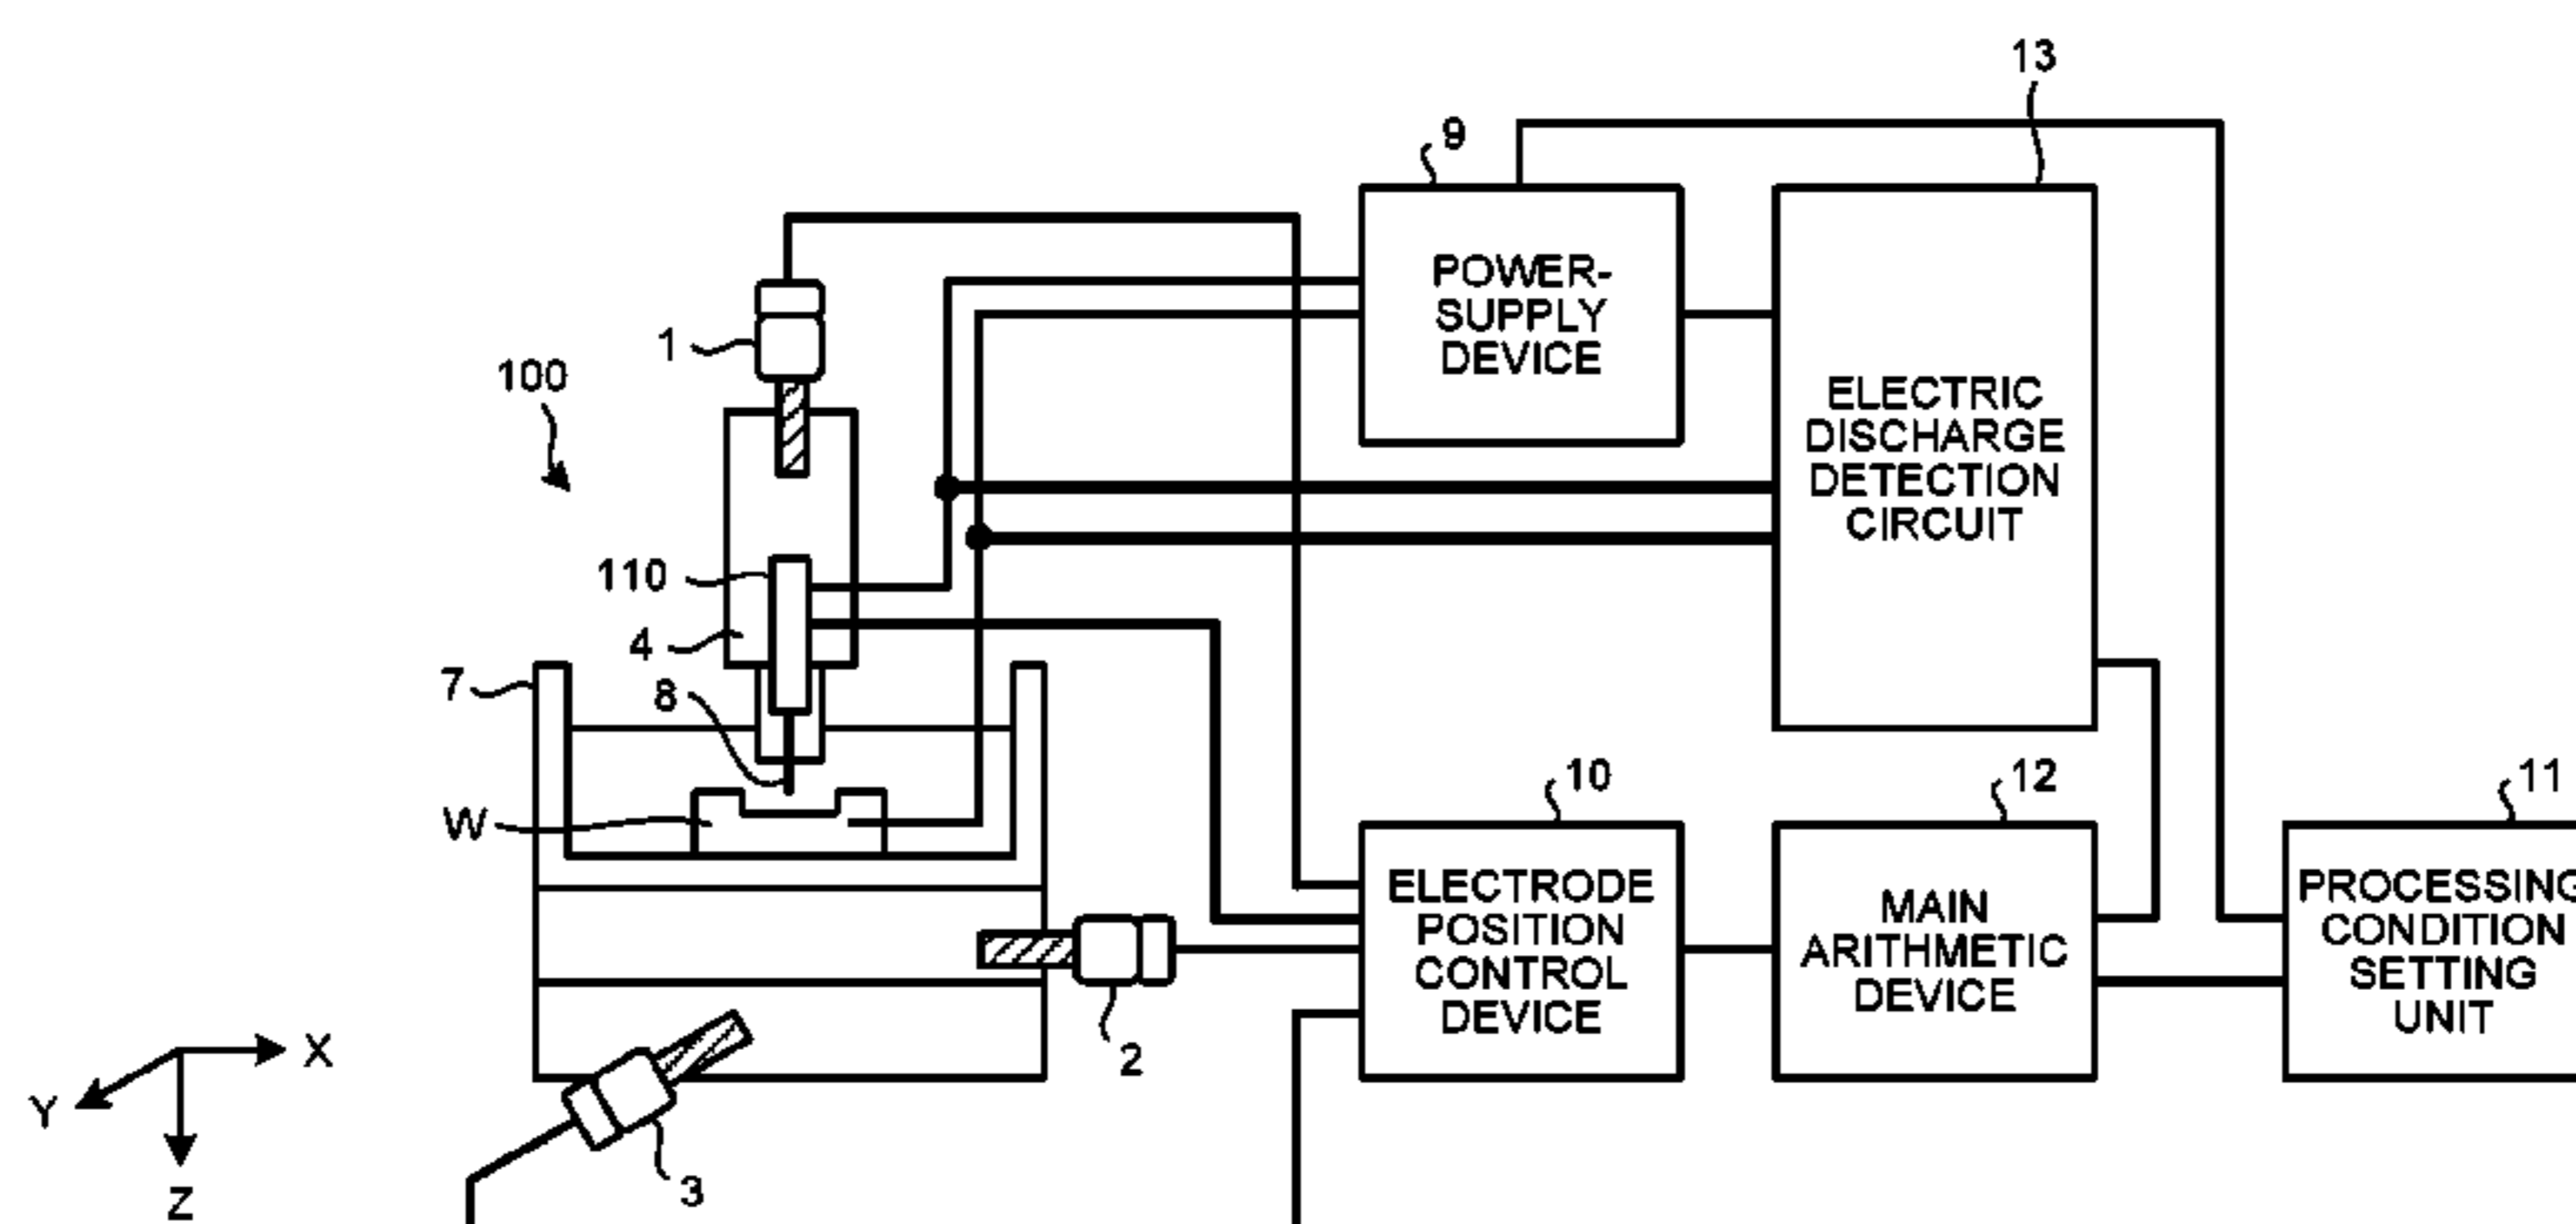 13
9
POWER-
SUPPLY
DEVICE
1
100
ELECTRIC
DISCHARGE
DETECTION
CIRCUIT
110
4
7
8
W
10
12
11
ELECTRODE
POSITION
CONTROL
DEVICE
MAIN
ARITHMETIC
DEVICE
PROCESSING
CONDITION
SETTING
UNIT
2
X
Y
Z
3